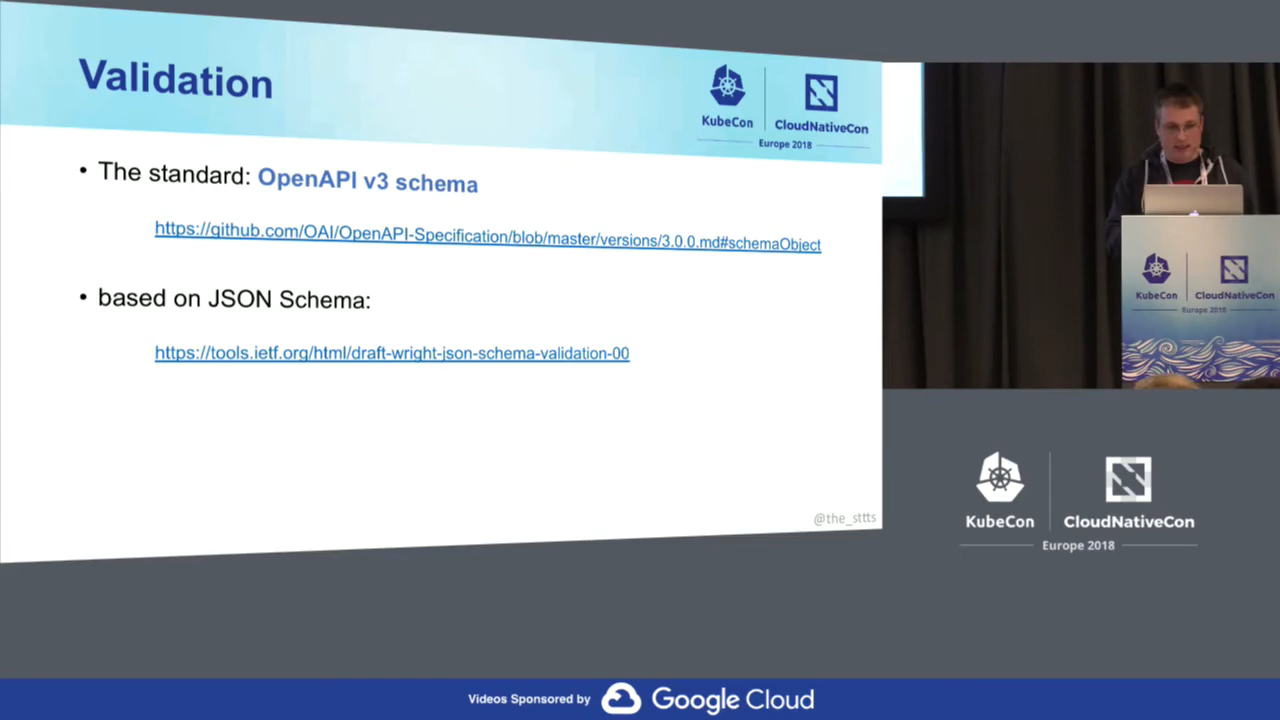 Validation
KubeCon
CloudNativeCon
Europe 2018
• The standard: OpenAPI v3 schema
https://github.com/OAI/OpenAPI-Specification/blob/master/versions/3.0.0.md#schemaObject
• based on JSON Schema:
https://tools.ietf.org/html/draft-wright-json-schema-validation-00
@the_sttts
KubeCon
CloudNativeCon
Europe 2018
KubeCon
CloudNativeCon
Europe 2018
Videos Sponsored by Google Cloud